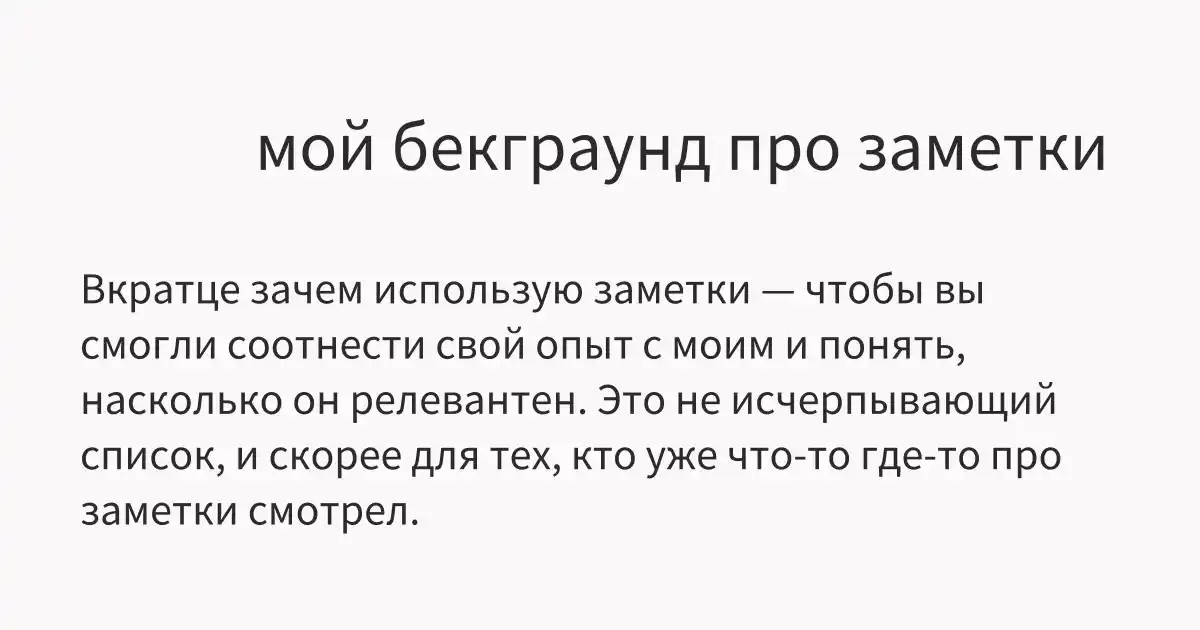 мой бекграунд про заметки
Вкратце зачем использую заметки — чтобы вы
смогли соотнести свой опыт с моим и понять,
насколько он релевантен. Это не исчерпывающий
список, и скорее для тех, кто уже что-то где-то про
заметки смотрел.